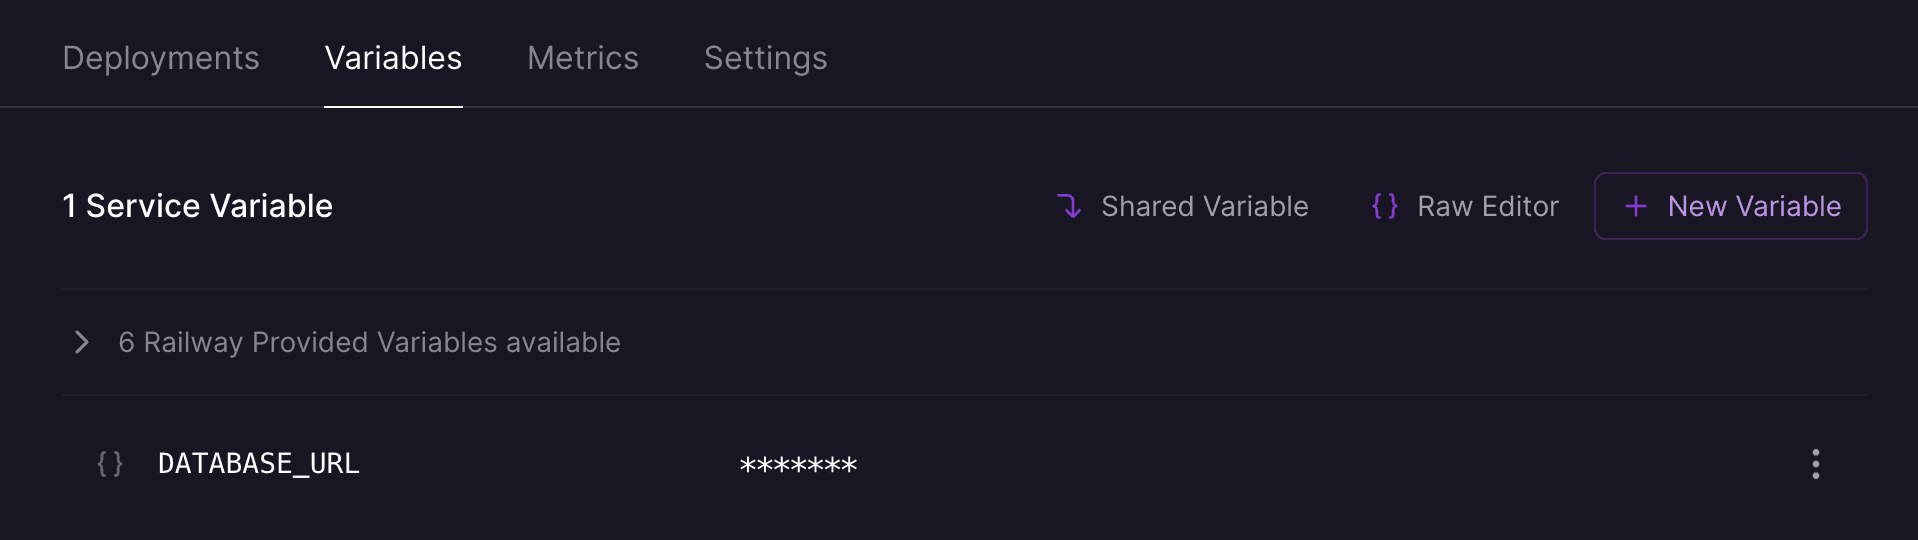 Deployments Variables Metrics Settings
1 Service Variable Shared Variable {} Raw Editor + New Variable
> 6 Railway Provided Variables available
{} DATABASE_URL *******